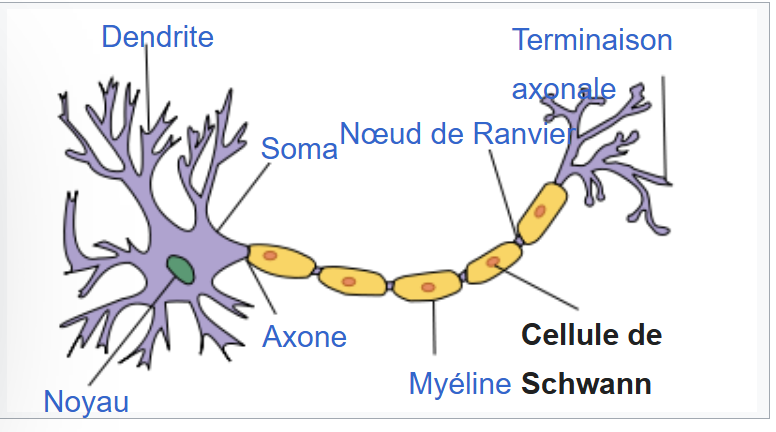 Dendrite
Terminaison
axonale
Nœud de Ranvier
Soma
Axone
Cellule de
Myéline Schwann
Noyau